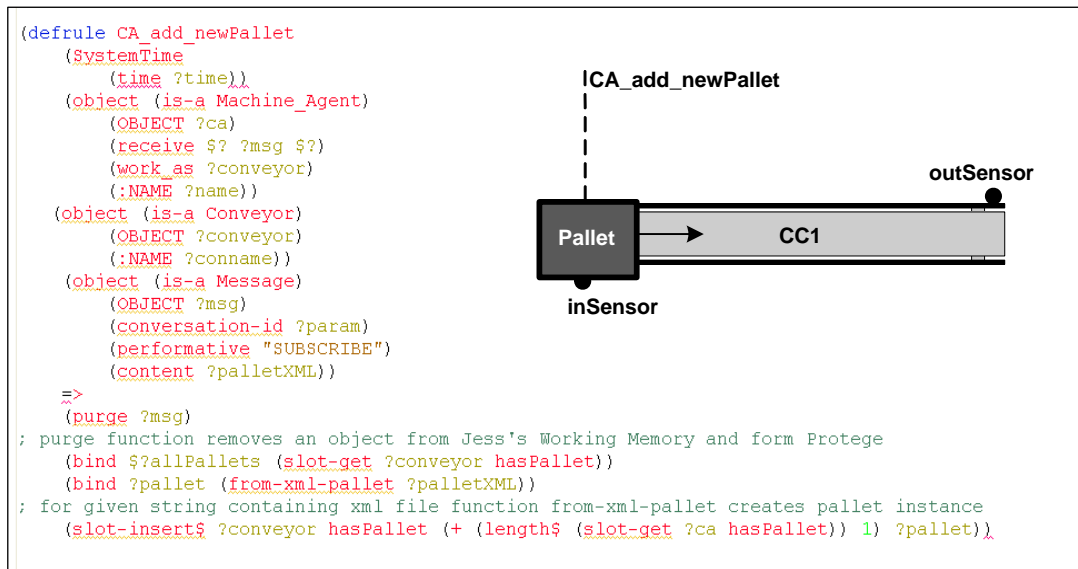 (defrule CA_add_newPallet
(SystemTime
(time ?time))
(object (is-a Machine_Agent)
(OBJECT ?ca)
(receive $? ?msg $?)
(work_as ?conveyor)
(:NAME ?name))
(object (is-a Conveyor)
(OBJECT ?conveyor)
(:NAME ?conname))
(object (is-a Message)
(OBJECT ?msg)
(conversation-id ?param)
(performative "SUBSCRIBE")
(content ?palletXML))
=>
(purge ?msg)
; purge function removes an object from Jess's Working Memory and form Protege
(bind $?allPallets (slot-get ?conveyor hasPallet))
(bind ?pallet (from-xml-pallet ?palletXML))
; for given string containing xml file function from-xml-pallet creates pallet instance
(slot-insert$ ?conveyor hasPallet (+ (length$ (slot-get ?ca hasPallet)) 1) ?pallet))
CA_add_newPallet
outSensor
Pallet
CC1
inSensor